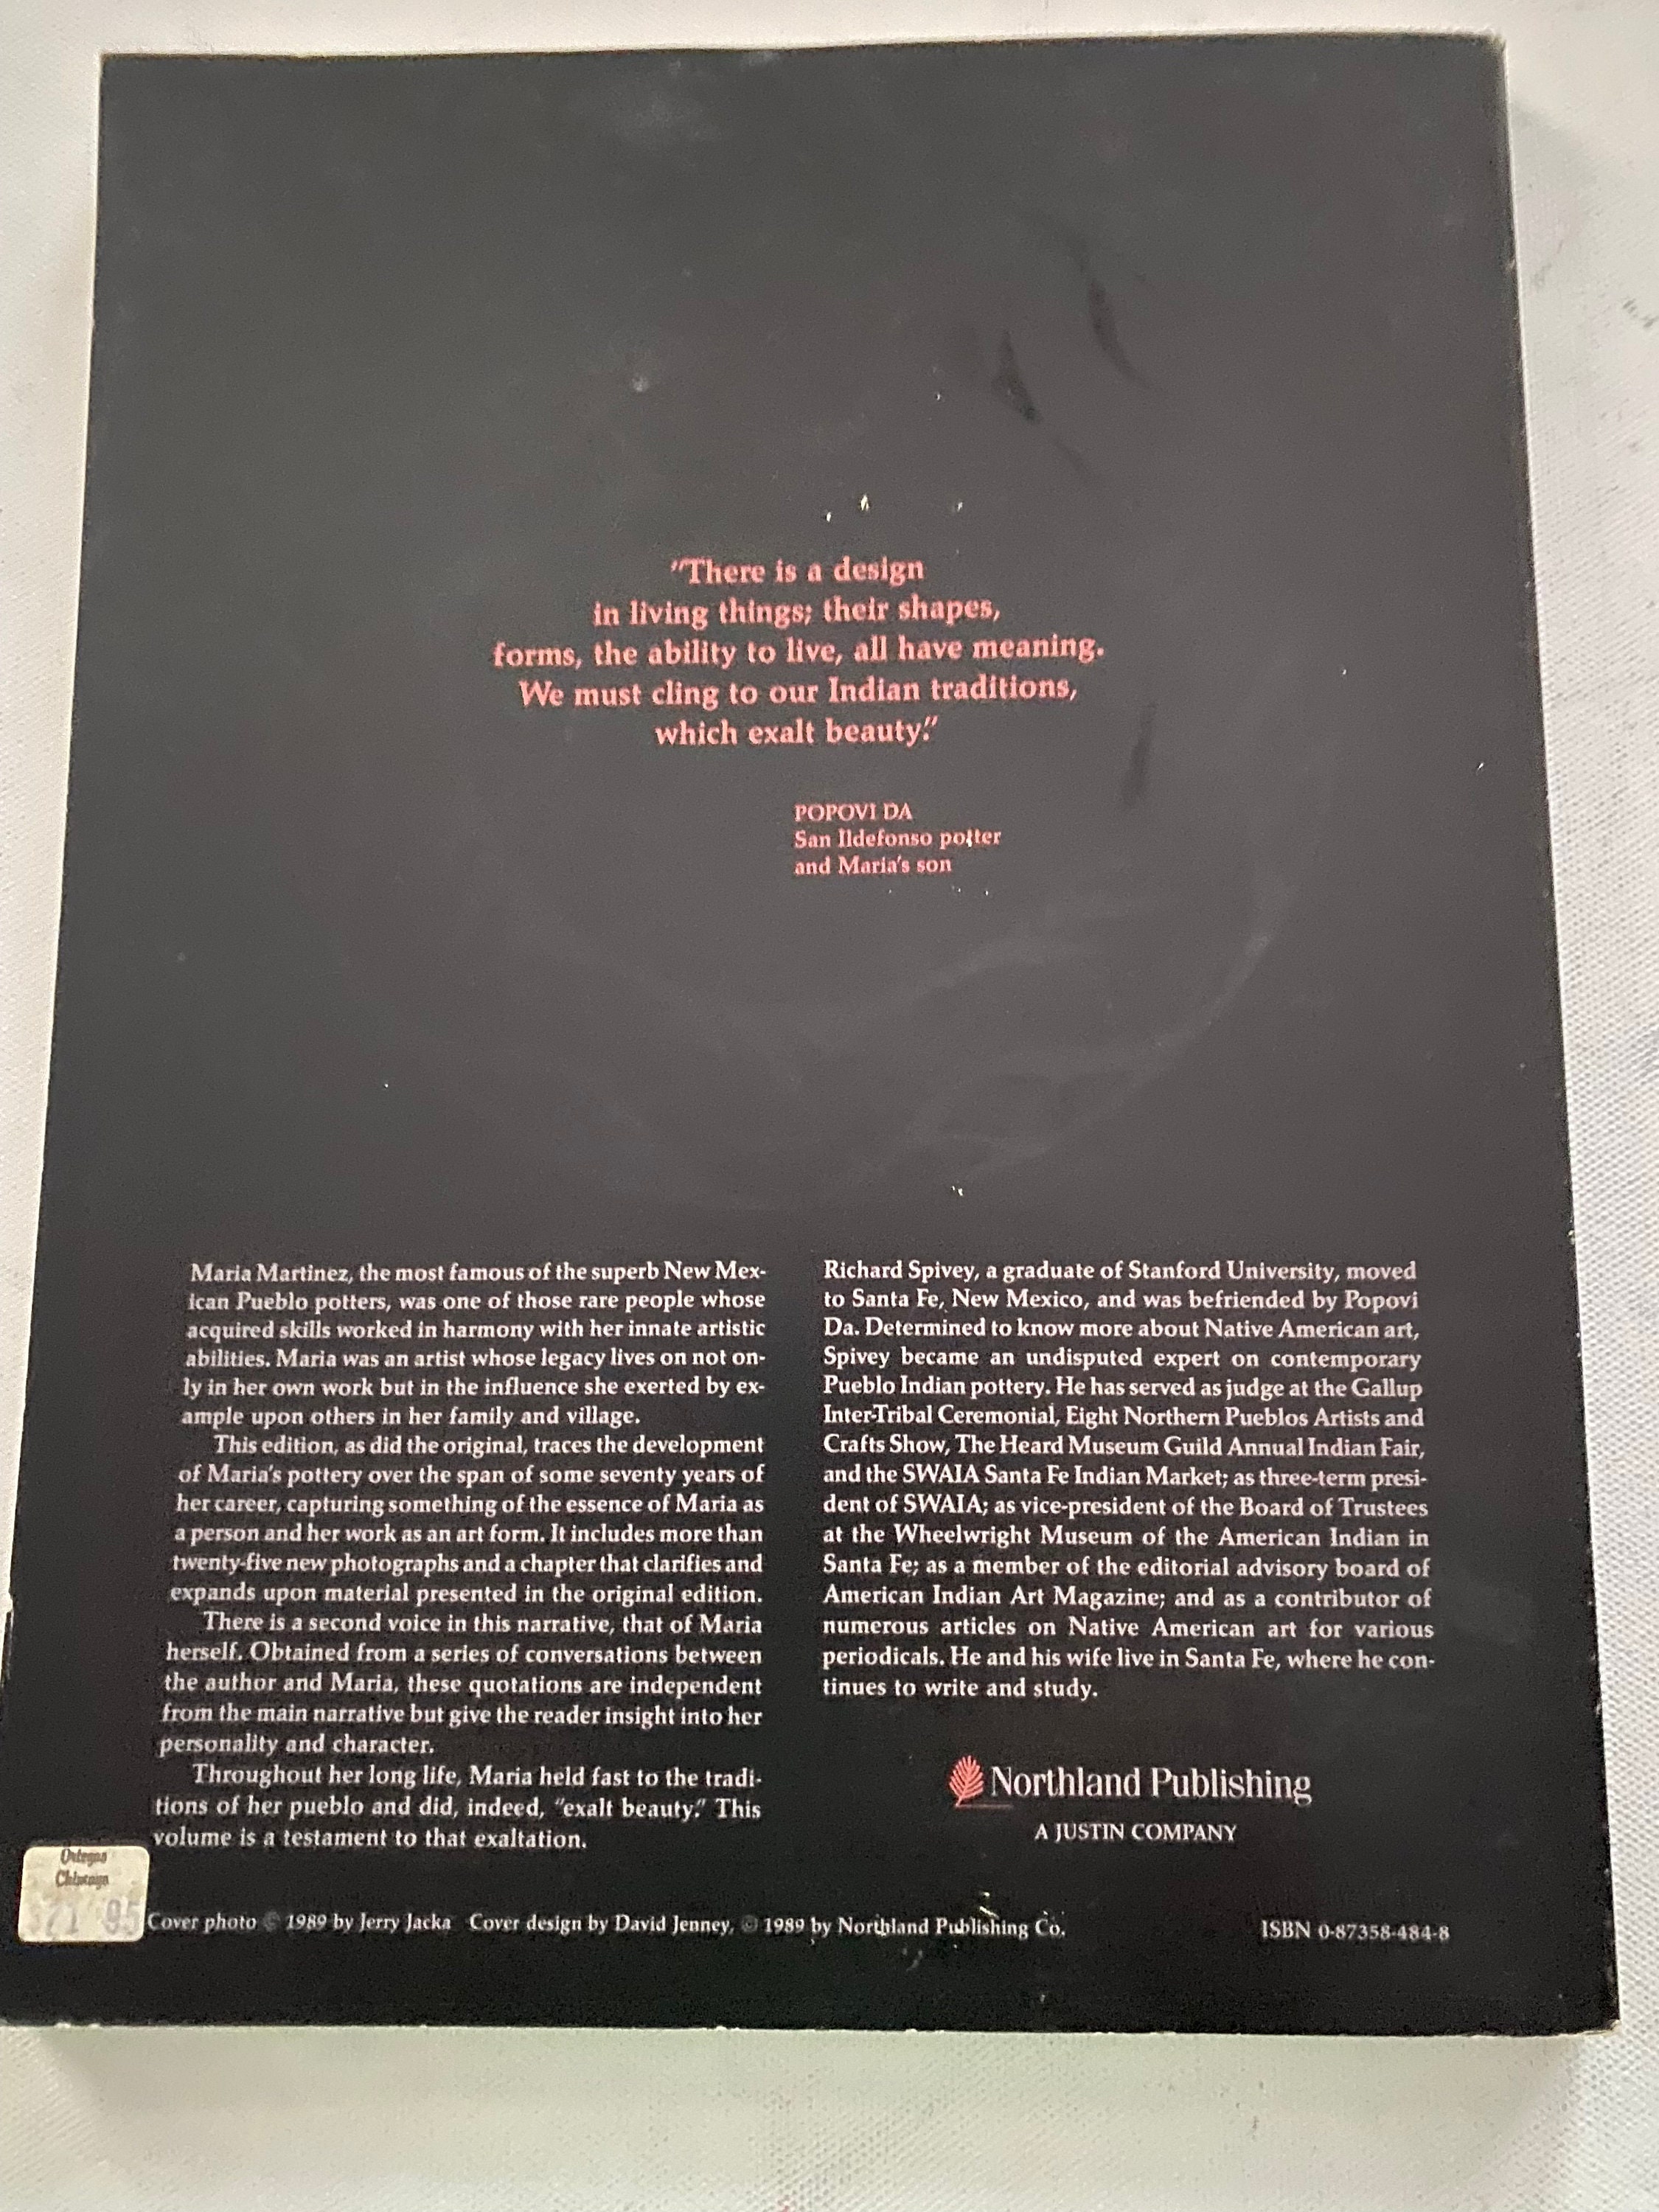 "There is a design
in living things; their shapes,
forms, the ability to live, all have meaning.
We must cling to our Indian traditions,
which exalt beauty."
POPOVI DA
San Ildefonso potter
and Maria's son
Maria Martinez, the most famous of the superb New Mex-
ican Pueblo potters, was one of those rare people whose
acquired skills worked in harmony with her innate artistic
abilities. Maria was an artist whose legacy lives on not on-
ly in her own work but in the influence she exerted by ex-
ample upon others in her family and village.
This edition, as did the original, traces the development
of Maria's pottery over the span of some seventy years of
her career, capturing something of the essence of Maria as
a person and her work as an art form. It includes more than
twenty-five new photographs and a chapter that clarifies and
expands upon material presented in the original edition.
There is a second voice in this narrative, that of Maria
herself. Obtained from a series of conversations between
the author and Maria, these quotations are independent
from the main narrative but give the reader insight into her
personality and character.
Throughout her long life, Maria held fast to the tradi-
tions of her pueblo and did, indeed, "exalt beauty." This
volume is a testament to that exaltation.
Richard Spivey, a graduate of Stanford University, moved
to Santa Fe, New Mexico, and was befriended by Popovi
Da. Determined to know more about Native American art,
Spivey became an undisputed expert on contemporary
Pueblo Indian pottery. He has served as judge at the Gallup
Inter-Tribal Ceremonial, Eight Northern Pueblos Artists and
Crafts Show, The Heard Museum Guild Annual Indian Fair,
and the SWAIA Santa Fe Indian Market; as three-term presi-
dent of SWAIA; as vice-president of the Board of Trustees
at the Wheelwright Museum of the American Indian in
Santa Fe; as a member of the editorial advisory board of
American Indian Art Magazine; and as a contributor of
numerous articles on Native American art for various
periodicals. He and his wife live in Santa Fe, where he con-
tinues to write and study.
Northland Publishing
A JUSTIN COMPANY
Cover photo © 1989 by Jerry Jacka Cover design by David Jenney, © 1989 by Northland Publishing Co.
ISBN 0-87358-484-8